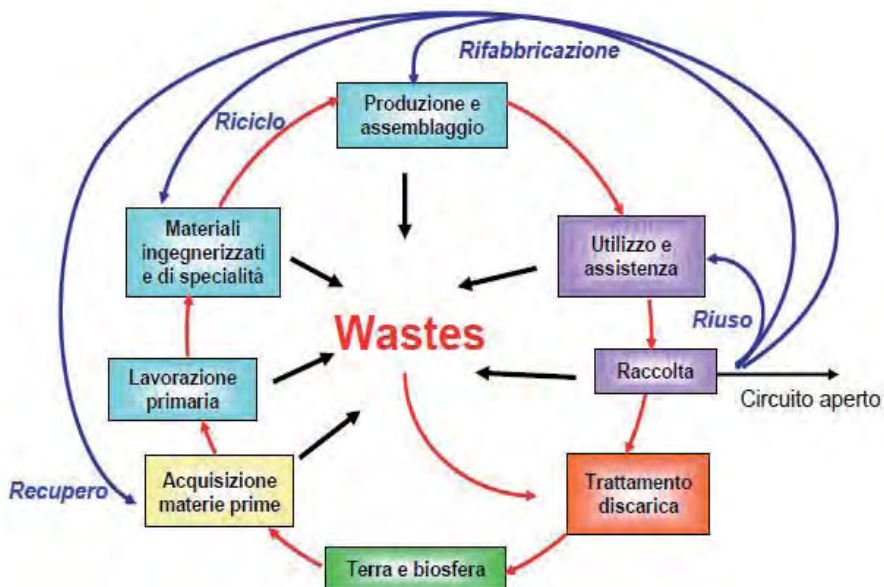 Rifabbricazione
Produzione e
assemblaggio
Riciclo
Materiali
ingegnerizzati
e di specialità
Utilizzo e
assistenza
Riuso
Wastes
Lavorazione
primaria
Raccolta
Circuito aperto
Recupero
Acquisizione
materie prime
Trattamento
discarica
Terra e biosfera